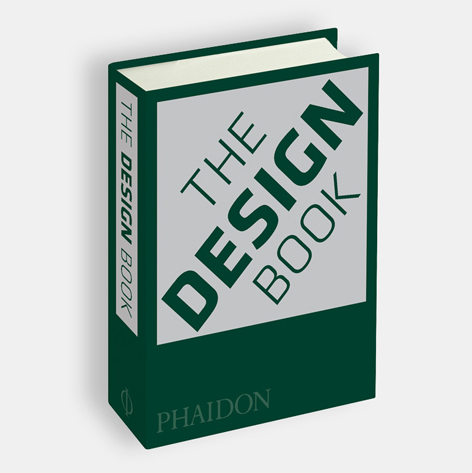 THE DESIGN BOOK
THE
DESIGN
BOOK
PHAIDON